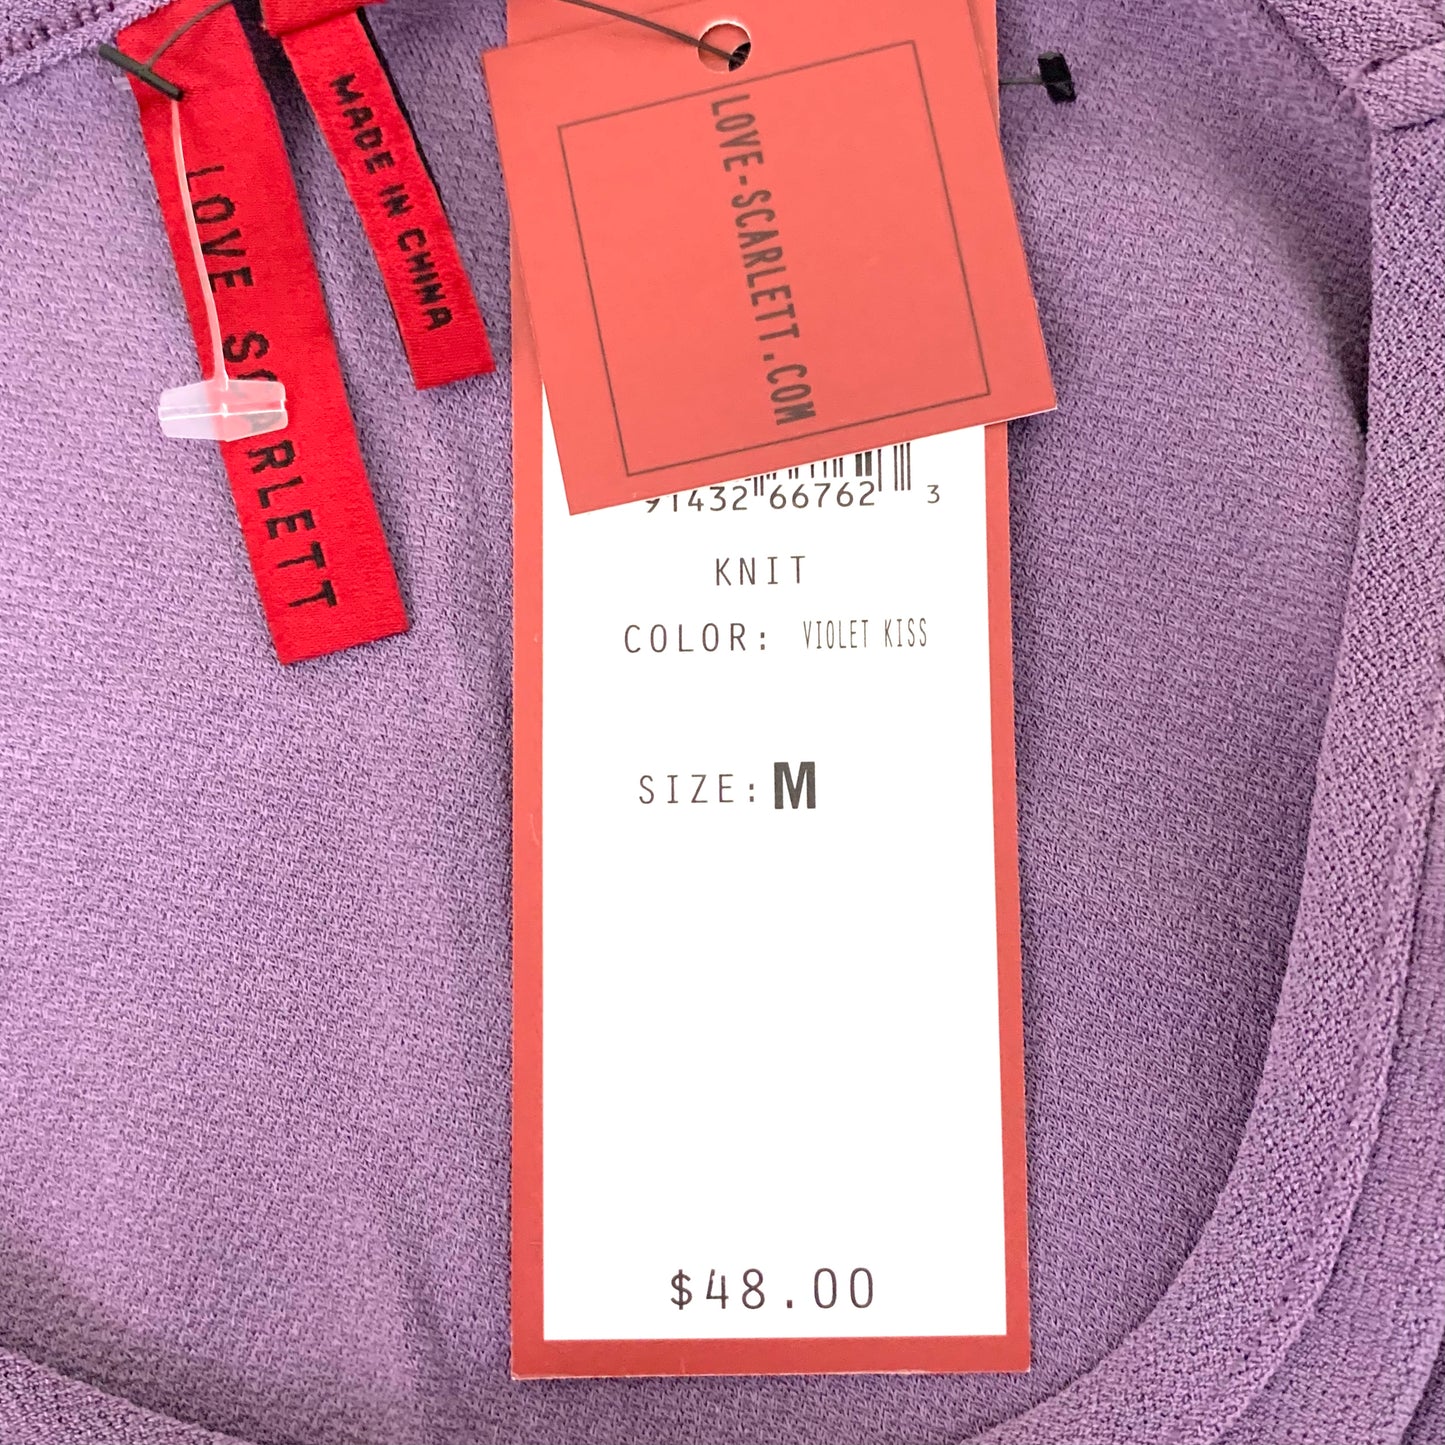 LOVE SCARLETT
MADE IN CHINA
LOVE-SCARLETT.COM
91432 66762 3
KNIT
COLOR: VIOLET KISS
SIZE: M
$48.00